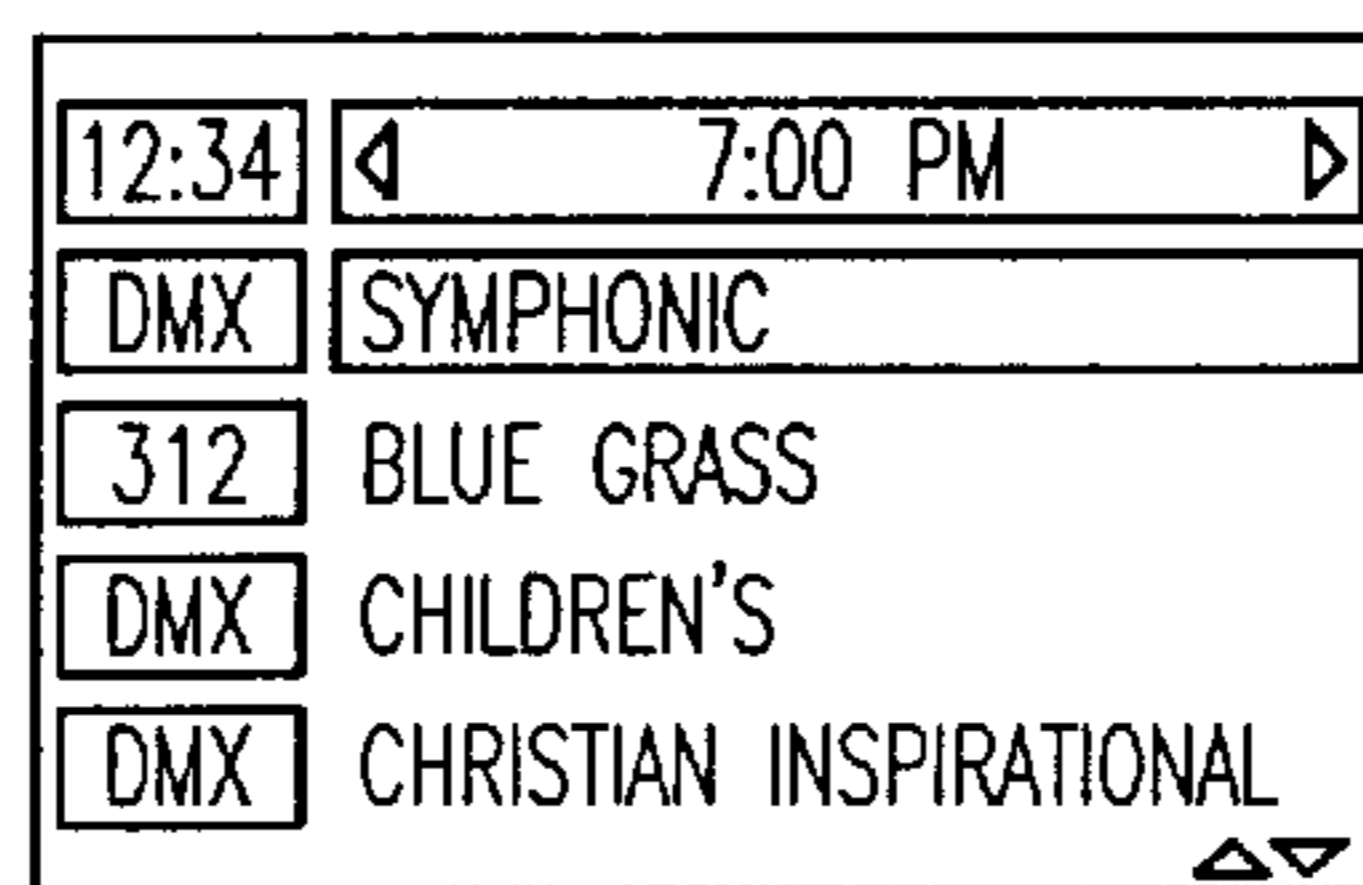 12:34 7:00 PM
DMX SYMPHONIC
312 BLUE GRASS
DMX CHILDREN'S
DMX CHRISTIAN INSPIRATIONAL